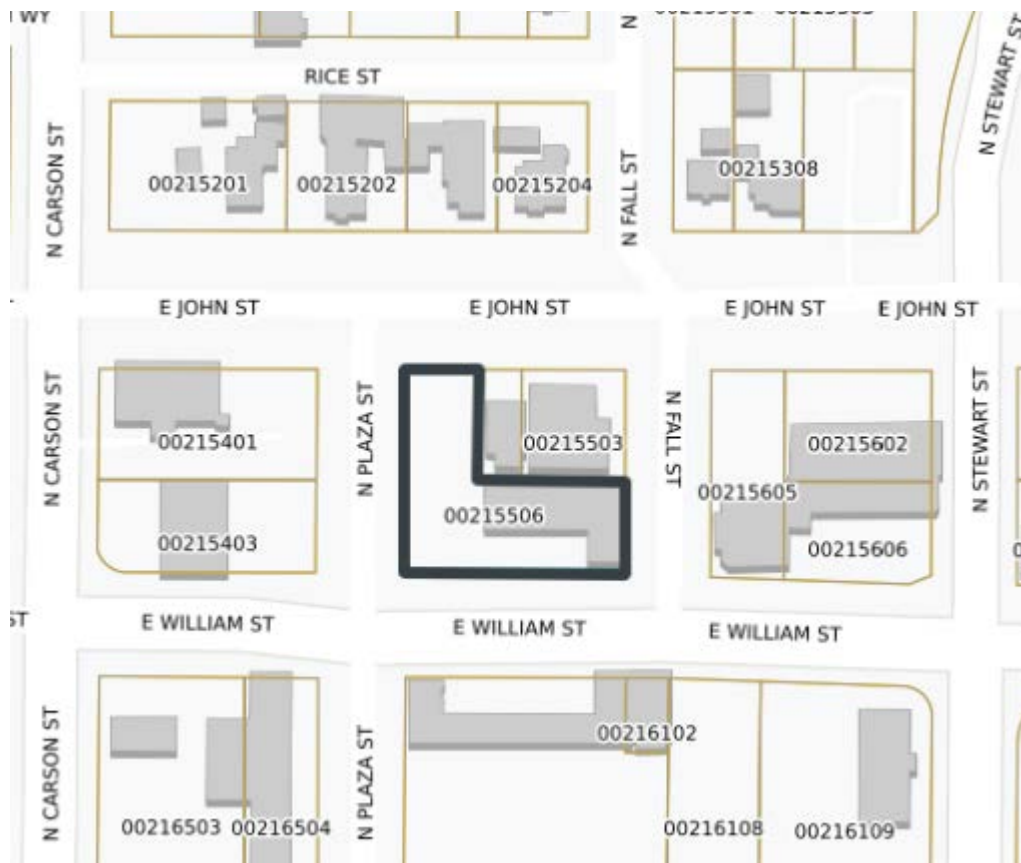 WY
N
RICE ST
N CARSON ST
N FALL ST
N STEWART ST
00215201
00215202
00215204
00215308
E JOHN ST
E JOHN ST
E JOHN ST
E JOHN ST
N CARSON ST
N PLAZA ST
N FALL ST
N STEWART ST
00215401
00215503
00215602
00215605
00215506
00215403
00215606
ST
E WILLIAM ST
E WILLIAM ST
E WILLIAM ST
N CARSON ST
N PLAZA ST
00216102
00216503
00216504
00216108
00216109